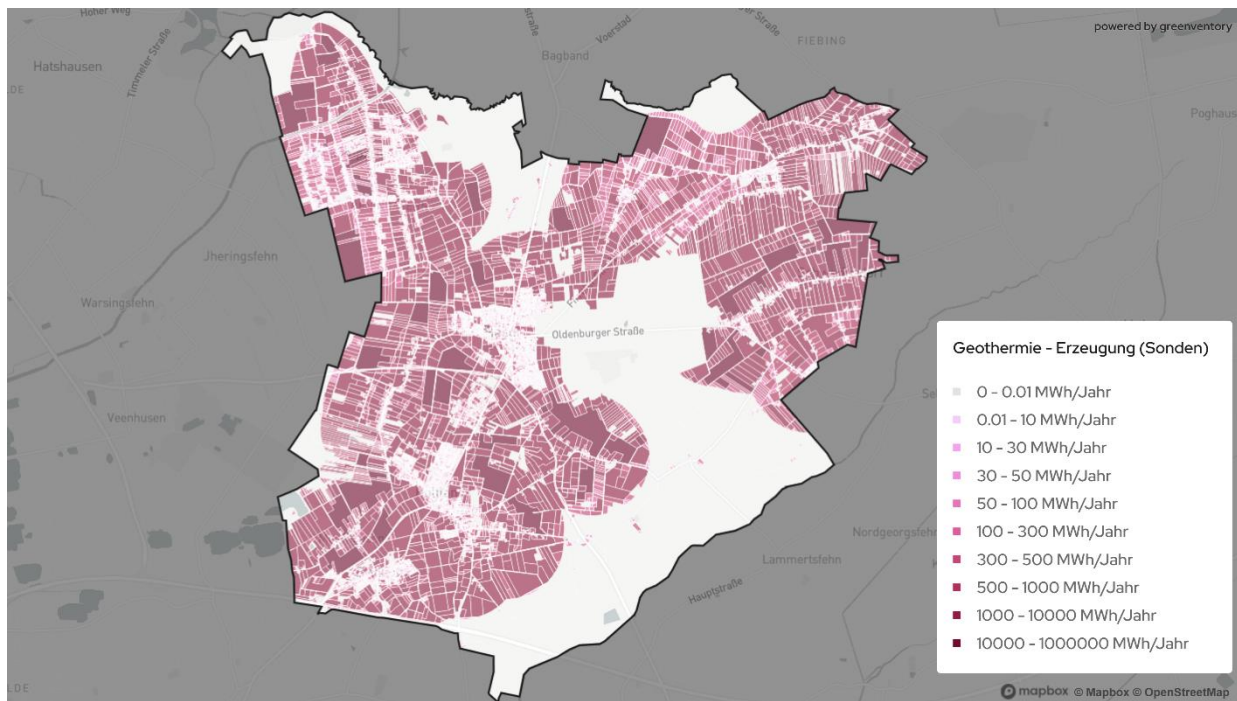 Hoher Weg
Timmeler Straße
Voerstad
FIEBING
powered by greenventory
Bagband
Hatshausen
Jheringsfehn
Warsingsfehn
Oldenburger Straße
Veenhusen
Nordgeorgsfehn
Lammertsfehn
Hauptstraße
Geothermie - Erzeugung (Sonden)
0 - 0.01 MWh/Jahr
0.01 - 10 MWh/Jahr
10 - 30 MWh/Jahr
30 - 50 MWh/Jahr
50 - 100 MWh/Jahr
100 - 300 MWh/Jahr
300 - 500 MWh/Jahr
500 - 1000 MWh/Jahr
1000 - 10000 MWh/Jahr
10000 - 1000000 MWh/Jahr
mapbox © Mapbox © OpenStreetMap